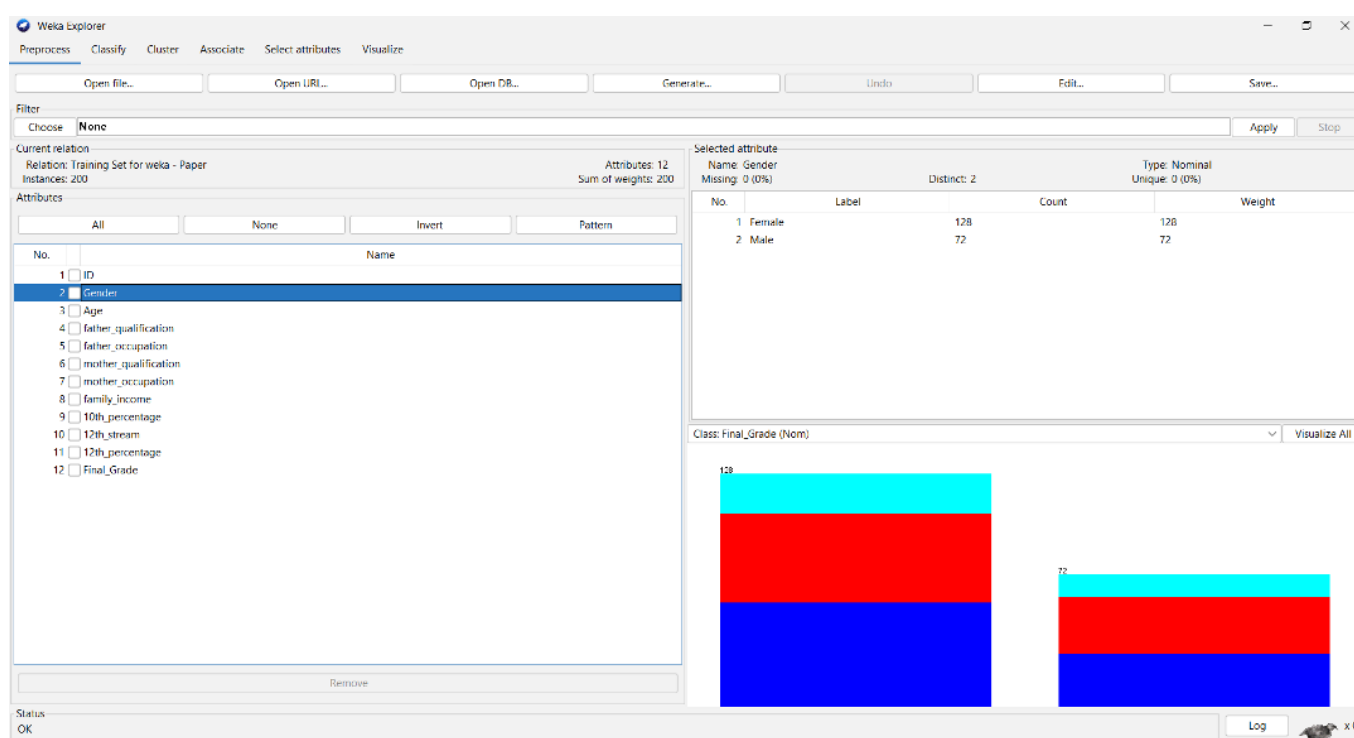 Weka Explorer
Preprocess Classify Cluster Associate Select attributes Visualize
Open file... Open URL... Open DB... Generate... Undo Edit... Save...
Filter
Choose None Apply Stop
Current relation
Relation: Training Set for weka - Paper Attributes: 12
Instances: 200 Sum of weights: 200
Attributes
All None Invert Pattern
No. Name
1 ID
2 Gender
3 Age
4 father_qualification
5 father_occupation
6 mother_qualification
7 mother_occupation
8 family_income
9 10th_percentage
10 12th_stream
11 12th_percentage
12 Final_Grade
Remove
Selected attribute
Name: Gender Type: Nominal
Missing: 0 (0%) Distinct: 2 Unique: 0 (0%)
No. Label Count Weight
1 Female 128 128
2 Male 72 72
Class: Final_Grade (Nom) Visualize All
128
72
Status
OK Log x